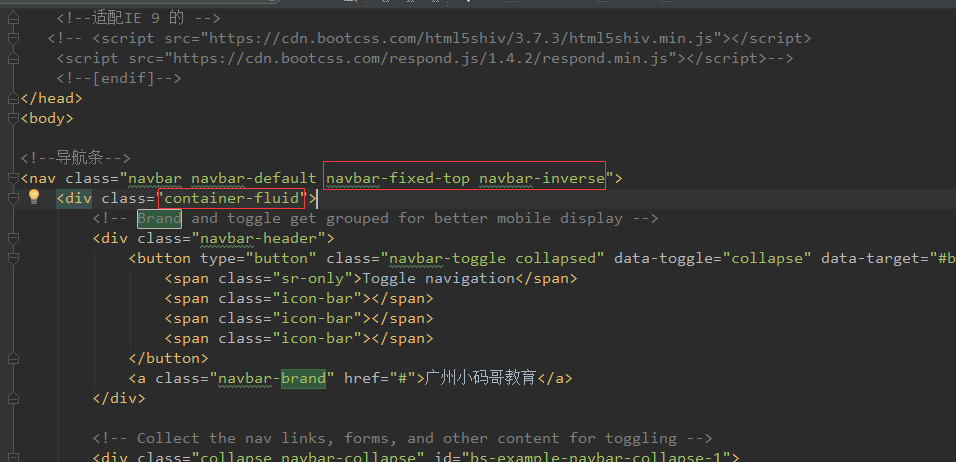 <!--适配IE 9 的 -->
<!-- <script src="https://cdn.bootcss.com/html5shiv/3.7.3/html5shiv.min.js"></script>
<script src="https://cdn.bootcss.com/respond.js/1.4.2/respond.min.js"></script>-->
<!--[endif]-->
</head>
<body>
<!--导航条-->
<nav class="navbar navbar-default navbar-fixed-top navbar-inverse">
<div class="container-fluid">
<!-- Brand and toggle get grouped for better mobile display -->
<div class="navbar-header">
<button type="button" class="navbar-toggle collapsed" data-toggle="collapse" data-target="#b
<span class="sr-only">Toggle navigation</span>
<span class="icon-bar"></span>
<span class="icon-bar"></span>
<span class="icon-bar"></span>
</button>
<a class="navbar-brand" href="#">广州小码哥教育</a>
</div>
<!-- Collect the nav links, forms, and other content for toggling -->
<div class="collapse navbar-collapse" id="bs-example-navbar-collapse-1">